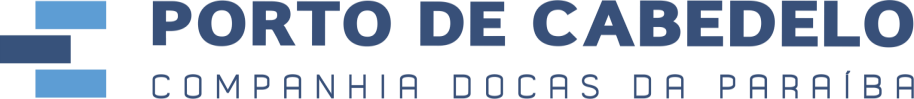 PORTO DE CABEDELO
COMPANHIA DOCAS DA PARAÍBA